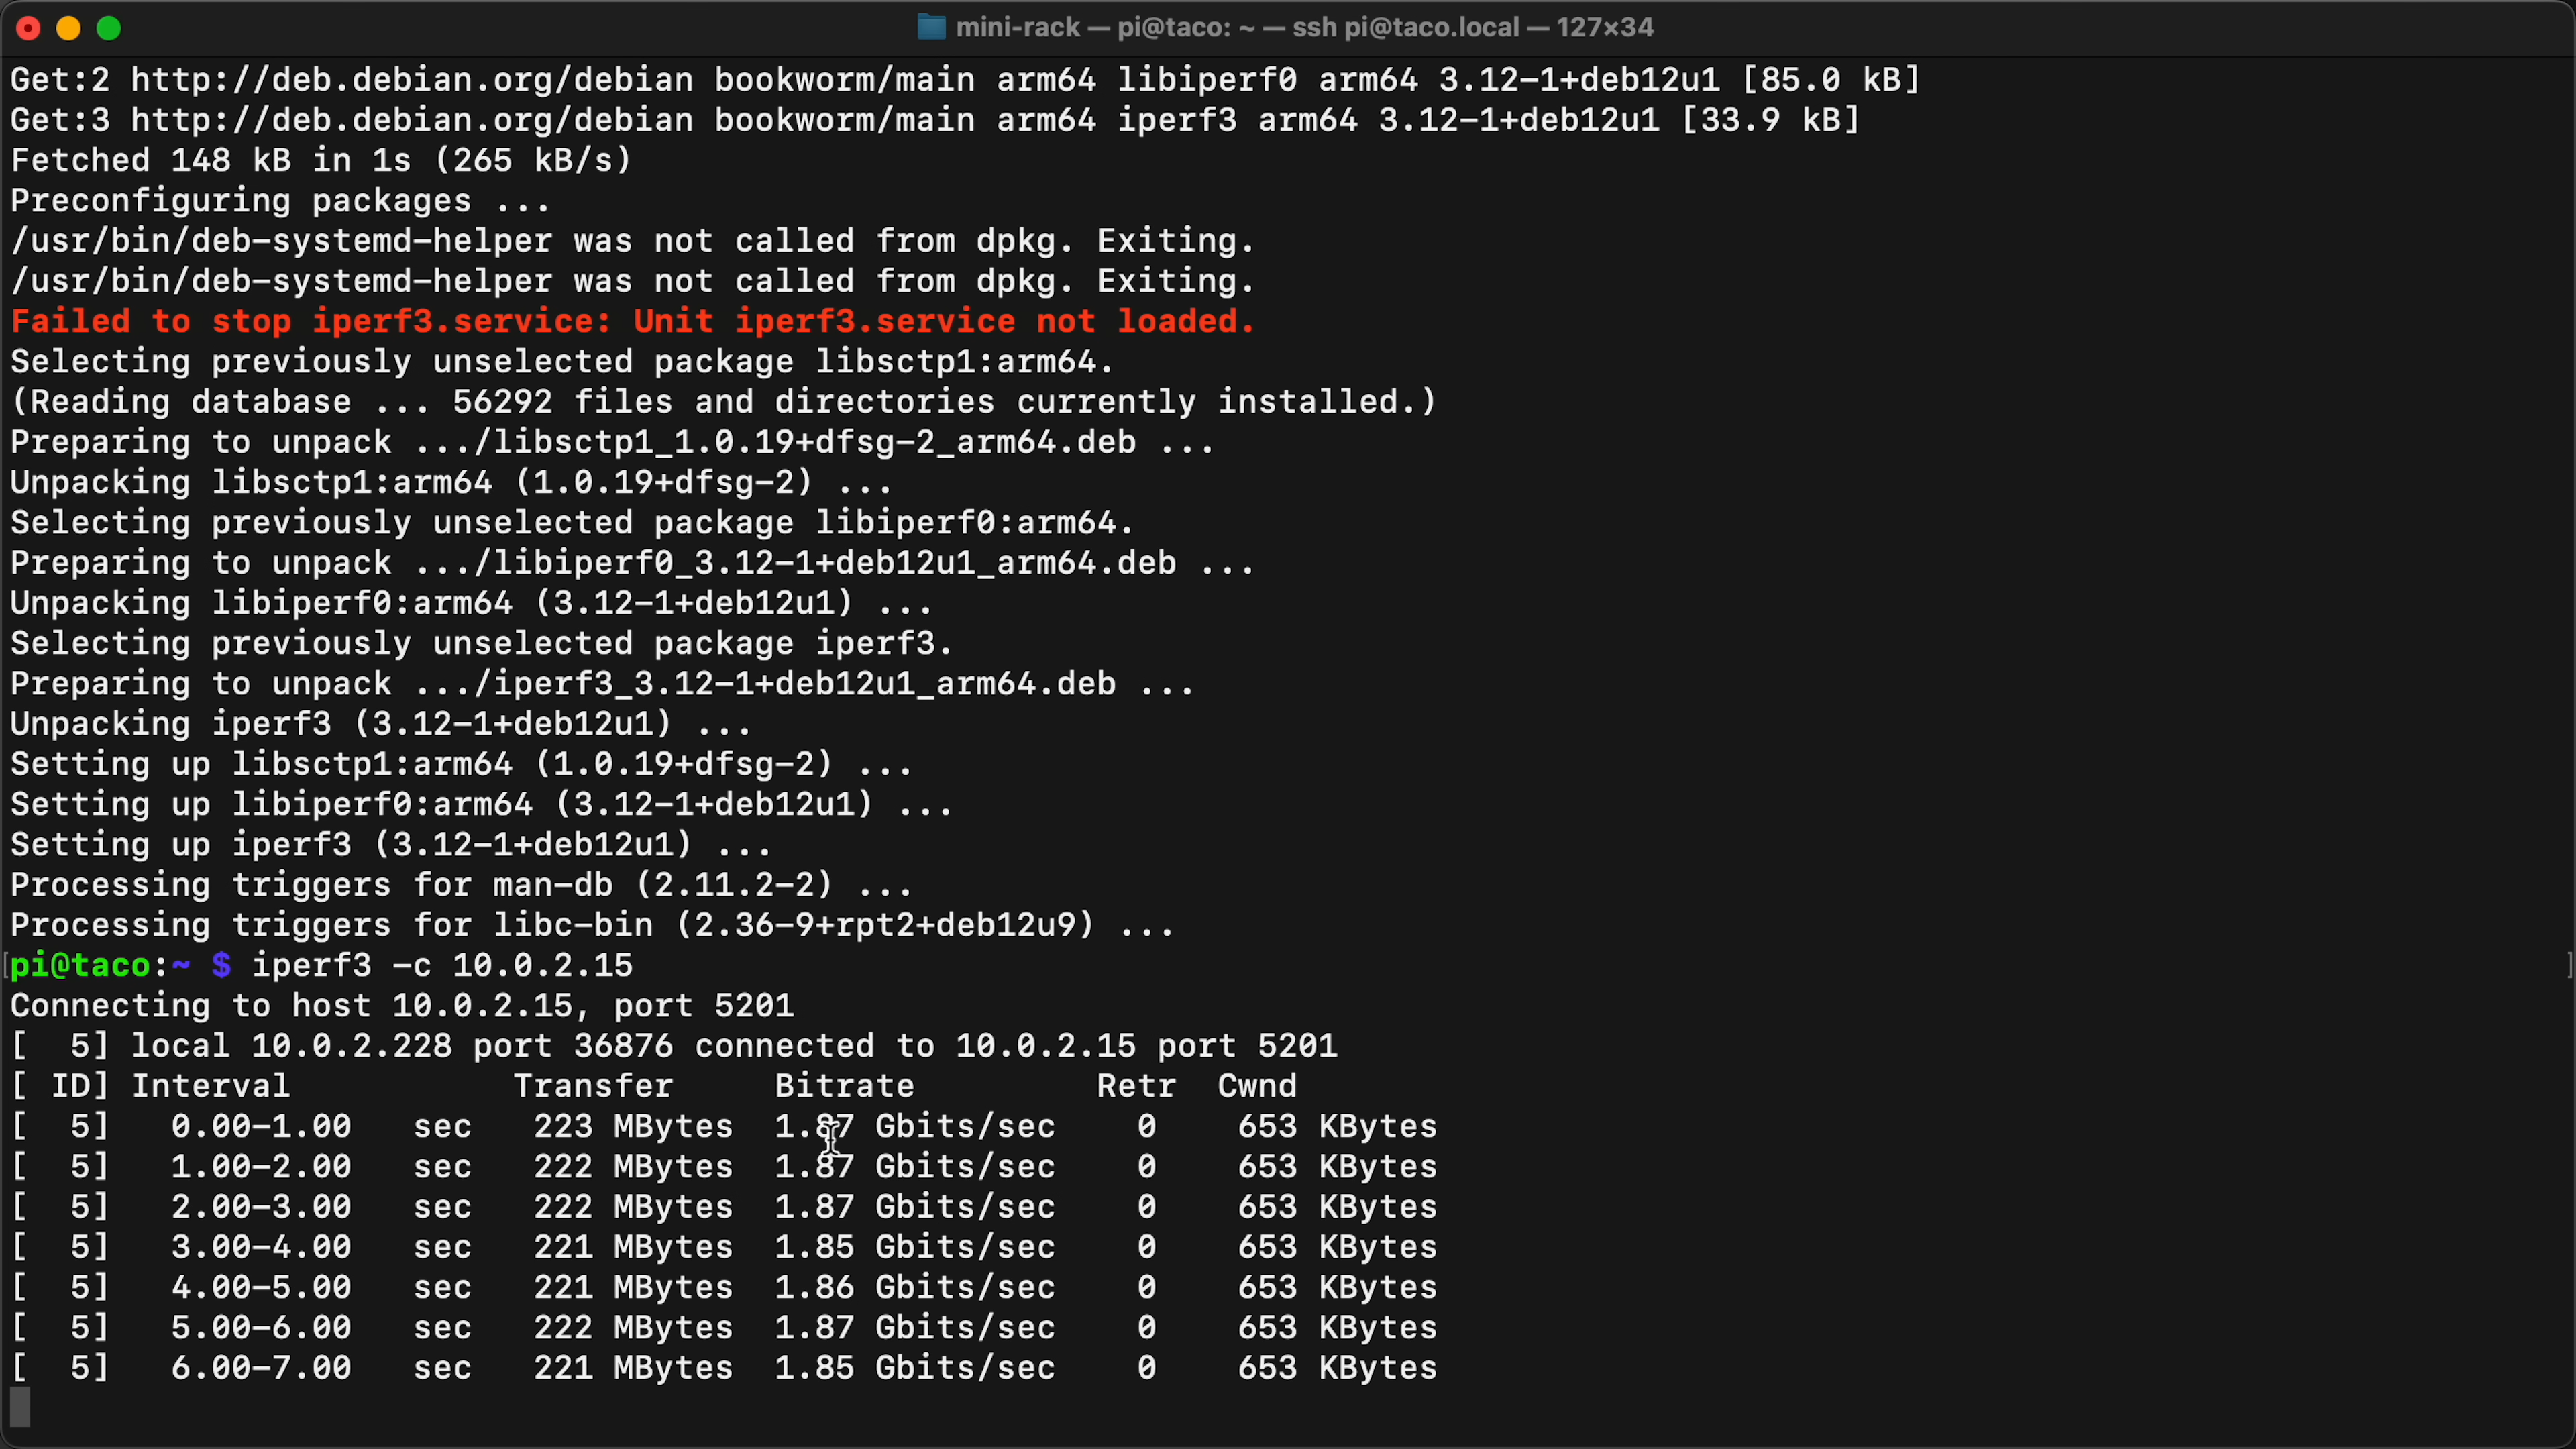 mini-rack — pi@taco: ~ — ssh pi@taco.local — 127×34
Get:2 http://deb.debian.org/debian bookworm/main arm64 libiperf0 arm64 3.12-1+deb12u1 [85.0 kB]
Get:3 http://deb.debian.org/debian bookworm/main arm64 iperf3 arm64 3.12-1+deb12u1 [33.9 kB]
Fetched 148 kB in 1s (265 kB/s)
Preconfiguring packages ...
/usr/bin/deb-systemd-helper was not called from dpkg. Exiting.
/usr/bin/deb-systemd-helper was not called from dpkg. Exiting.
Failed to stop iperf3.service: Unit iperf3.service not loaded.
Selecting previously unselected package libsctp1:arm64.
(Reading database ... 56292 files and directories currently installed.)
Preparing to unpack .../libsctp1_1.0.19+dfsg-2_arm64.deb ...
Unpacking libsctp1:arm64 (1.0.19+dfsg-2) ...
Selecting previously unselected package libiperf0:arm64.
Preparing to unpack .../libiperf0_3.12-1+deb12u1_arm64.deb ...
Unpacking libiperf0:arm64 (3.12-1+deb12u1) ...
Selecting previously unselected package iperf3.
Preparing to unpack .../iperf3_3.12-1+deb12u1_arm64.deb ...
Unpacking iperf3 (3.12-1+deb12u1) ...
Setting up libsctp1:arm64 (1.0.19+dfsg-2) ...
Setting up libiperf0:arm64 (3.12-1+deb12u1) ...
Setting up iperf3 (3.12-1+deb12u1) ...
Processing triggers for man-db (2.11.2-2) ...
Processing triggers for libc-bin (2.36-9+rpt2+deb12u9) ...
[pi@taco:~ $ iperf3 -c 10.0.2.15 ]
Connecting to host 10.0.2.15, port 5201
[  5] local 10.0.2.228 port 36876 connected to 10.0.2.15 port 5201
[ ID] Interval           Transfer     Bitrate         Retr  Cwnd
[  5]   0.00-1.00   sec   223 MBytes  1.87 Gbits/sec    0    653 KBytes
[  5]   1.00-2.00   sec   222 MBytes  1.87 Gbits/sec    0    653 KBytes
[  5]   2.00-3.00   sec   222 MBytes  1.87 Gbits/sec    0    653 KBytes
[  5]   3.00-4.00   sec   221 MBytes  1.85 Gbits/sec    0    653 KBytes
[  5]   4.00-5.00   sec   221 MBytes  1.86 Gbits/sec    0    653 KBytes
[  5]   5.00-6.00   sec   222 MBytes  1.87 Gbits/sec    0    653 KBytes
[  5]   6.00-7.00   sec   221 MBytes  1.85 Gbits/sec    0    653 KBytes